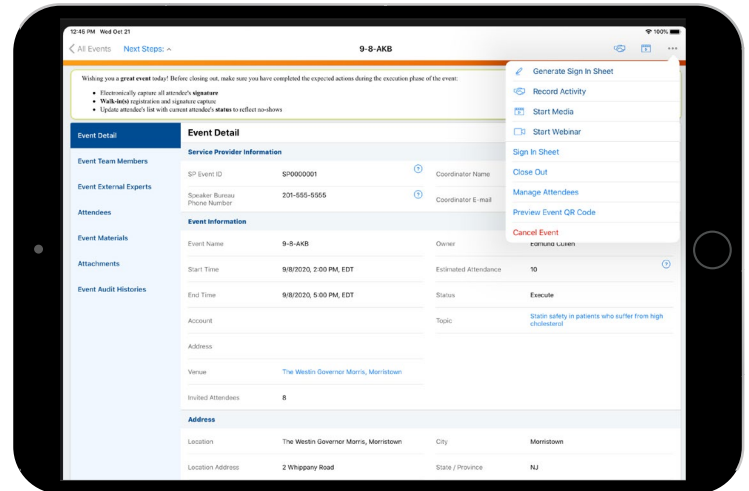 12:46 PM Wed Oct 21
100%
All Events Next Steps:
9-8-AKB
Wishing you a great event today! Before closing out, make sure you have completed the expected actions during the execution phase of the event:
• Electronically capture all attendee's signature
• Walk-in(s) registration and signature capture
• Update attendee's list with current attendee's status to reflect no-shows
Generate Sign In Sheet
Record Activity
Start Media
Start Webinar
Sign In Sheet
Close Out
Manage Attendees
Preview Event QR Code
Cancel Event
Event Detail
Event Team Members
Event External Experts
Attendees
Event Materials
Attachments
Event Audit Histories
Event Detail
Service Provider Information
SP Event ID SP0000001 Coordinator Name
Speaker Bureau
Phone Number
201-555-5555 Coordinator E-mail
Event Information
Event Name 9-8-AKB Owner Edmund Cullen
Start Time 9/8/2020, 2:00 PM, EDT Estimated Attendance 10
End Time 9/8/2020, 5:00 PM, EDT Status Execute
Account Topic Statin safety in patients who suffer from high
cholesterol
Address
Venue The Westin Governor Morris, Morristown
Invited Attendees 8
Address
Location The Westin Governor Morris, Morristown City Morristown
Location Address 2 Whippany Road State / Province NJ